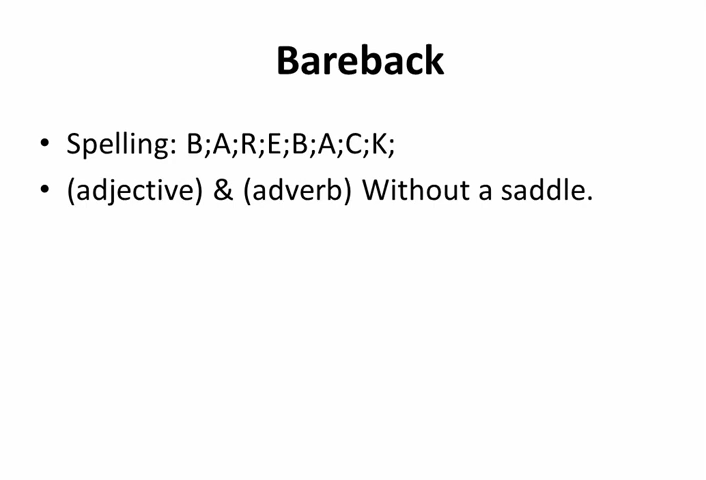 Bareback
• Spelling: B;A;R;E;B;A;C;K;
• (adjective) & (adverb) Without a saddle.